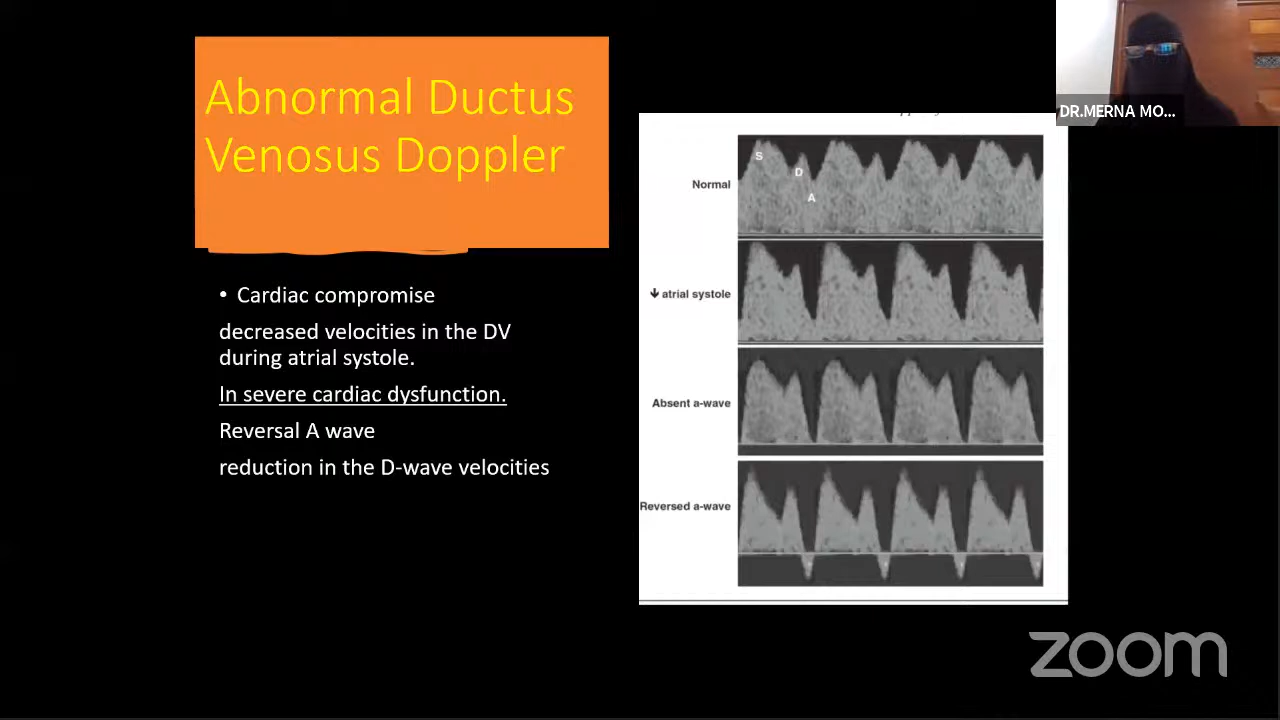 Abnormal Ductus
Venosus Doppler
• Cardiac compromise
decreased velocities in the DV
during atrial systole.
In severe cardiac dysfunction.
Reversal A wave
reduction in the D-wave velocities
S
D
A
Normal
↓ atrial systole
Absent a-wave
Reversed a-wave
DR.MERNA MO...
zoom